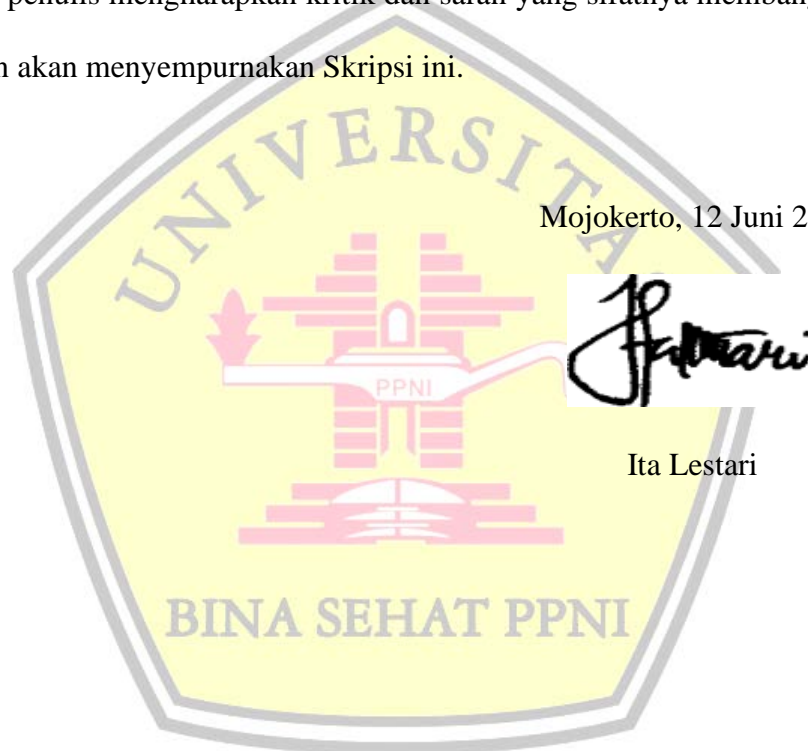 penulis mengharapkan kritik dan saran yang sifatnya
akan menyempurnakan Skripsi ini.
UNIVERSITAS
Mojokerto, 12 Juni 2
PPNI
Ita Lestari
BINA SEHAT PPNI